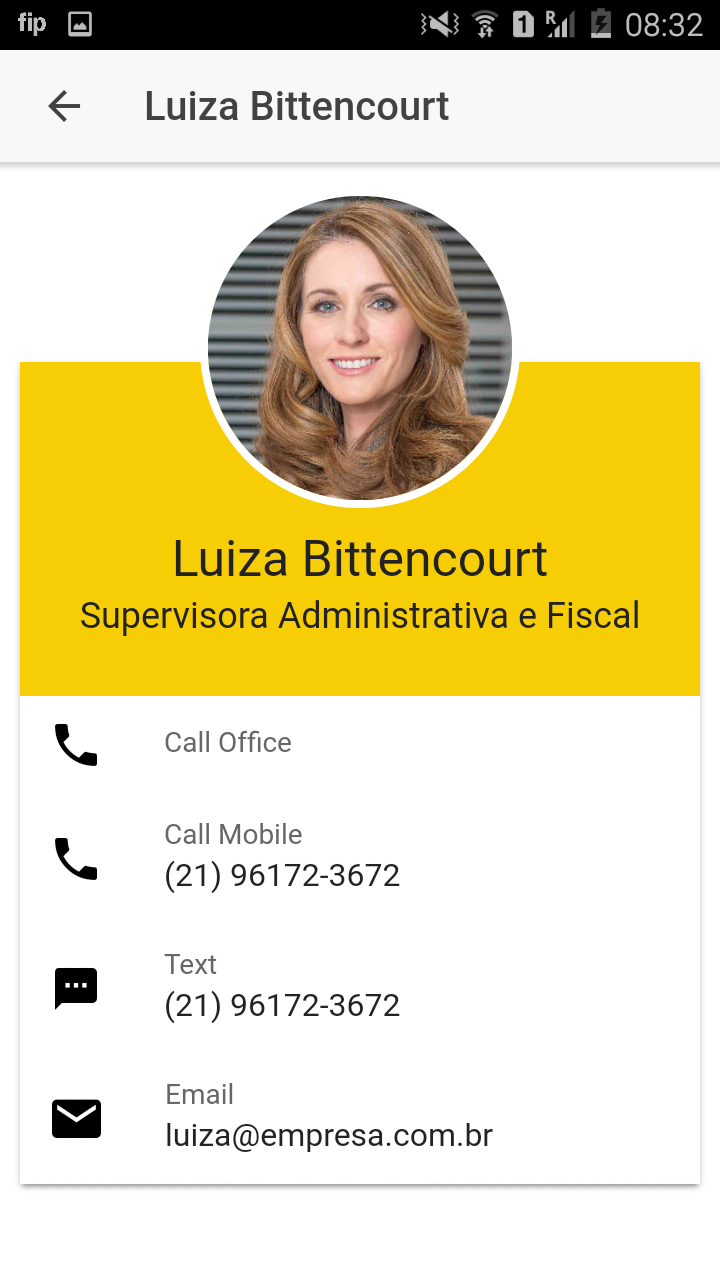 fip 1 R 08:32
Luiza Bittencourt
Luiza Bittencourt
Supervisora Administrativa e Fiscal
Call Office
Call Mobile
(21) 96172-3672
Text
(21) 96172-3672
Email
luiza@empresa.com.br